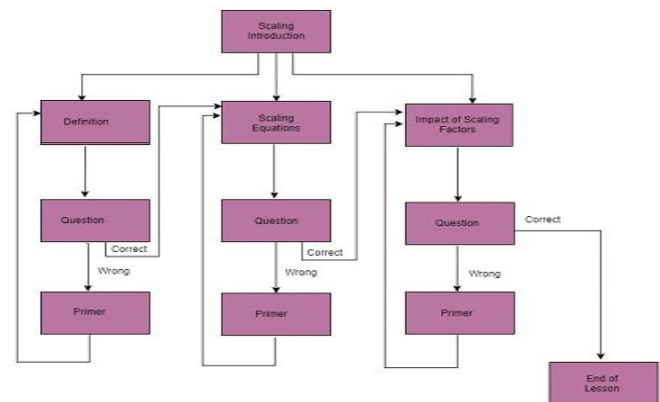 Scaling
Introduction
Definition
Scaling
Equations
Impact of Scaling
Factors
Question
Question
Question
Correct
Correct
Correct
Wrong
Wrong
Wrong
Primer
Primer
Primer
End of
Lesson